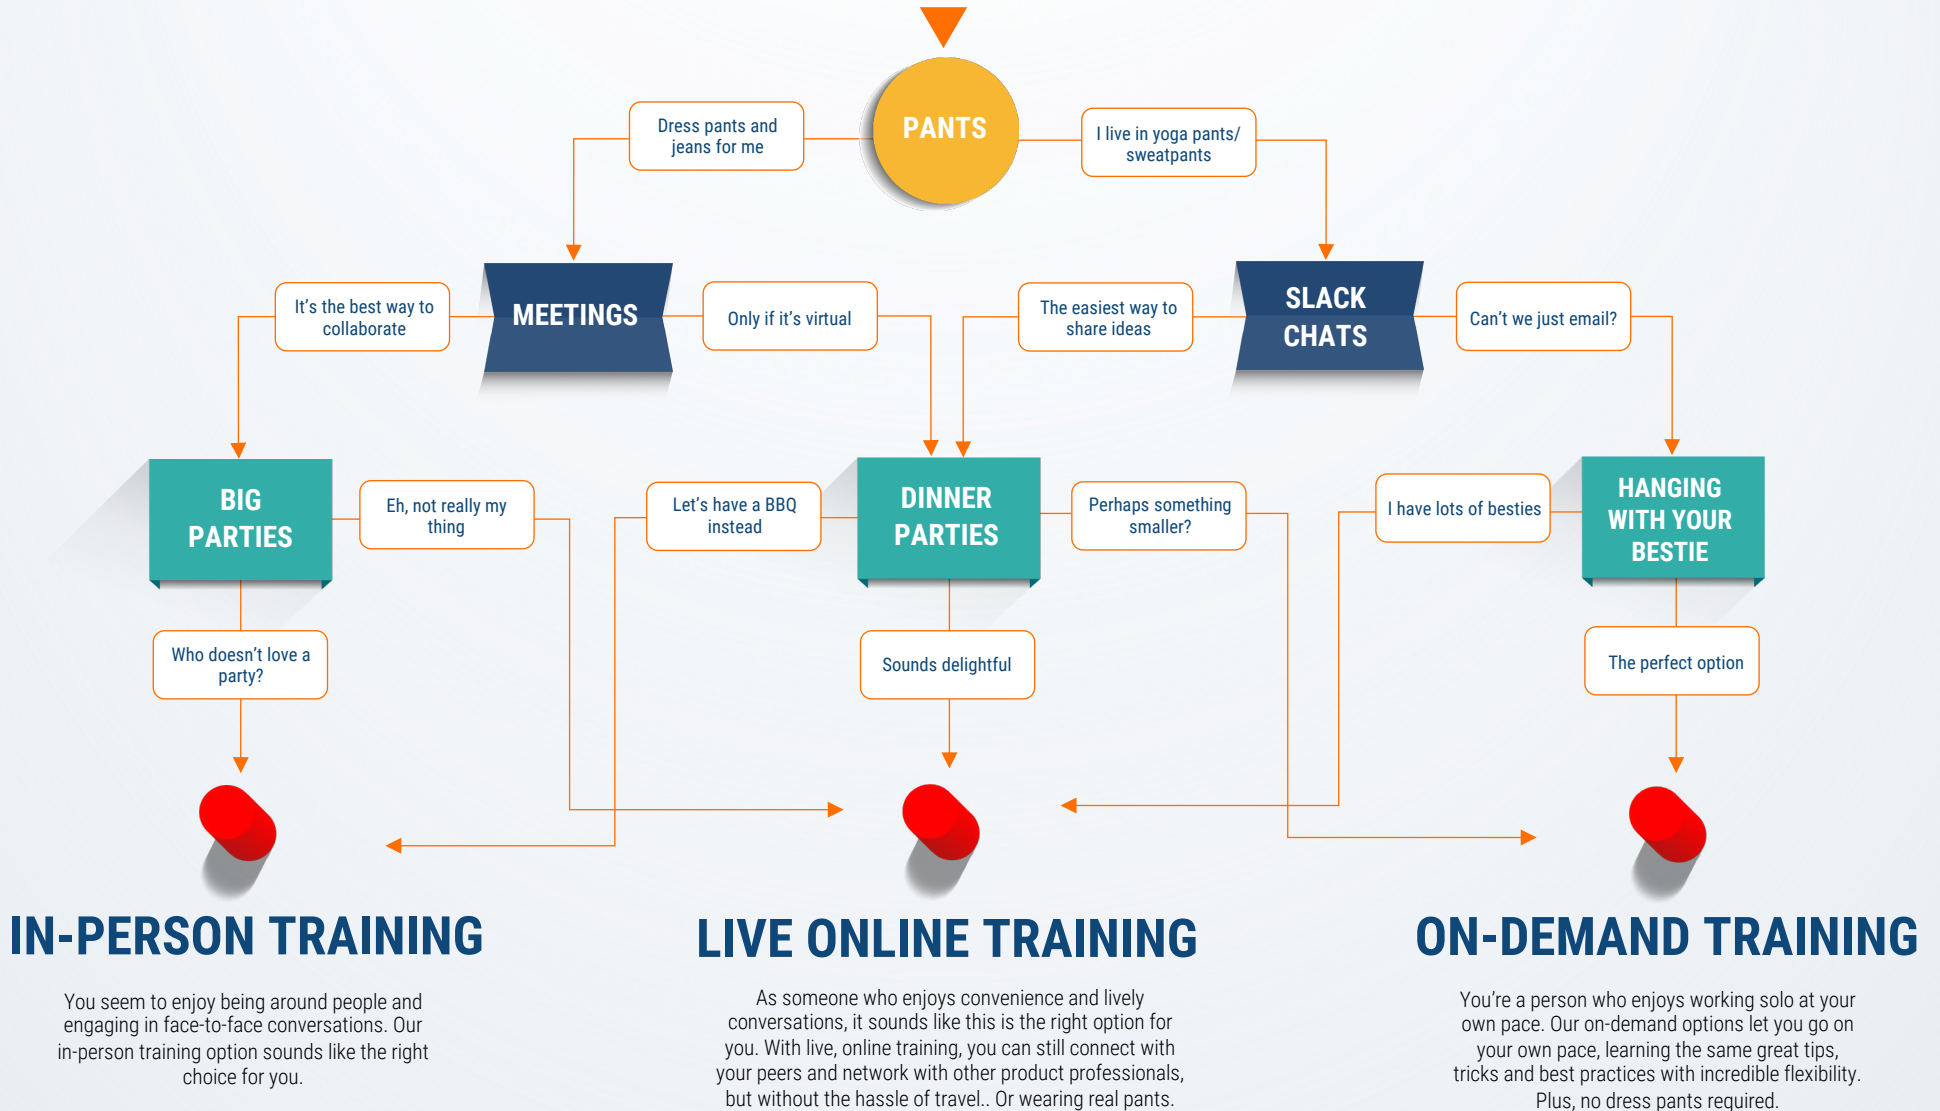 PANTS
Dress pants and
jeans for me
I live in yoga pants/
sweatpants
MEETINGS
It's the best way to
collaborate
Only if it's virtual
SLACK
CHATS
The easiest way to
share ideas
Can't we just email?
BIG
PARTIES
Eh, not really my
thing
Who doesn't love a
party?
DINNER
PARTIES
Let's have a BBQ
instead
Perhaps something
smaller?
Sounds delightful
HANGING
WITH YOUR
BESTIE
I have lots of besties
The perfect option
IN-PERSON TRAINING
You seem to enjoy being around people and
engaging in face-to-face conversations. Our
in-person training option sounds like the right
choice for you.
LIVE ONLINE TRAINING
As someone who enjoys convenience and lively
conversations, it sounds like this is the right option for
you. With live, online training, you can still connect with
your peers and network with other product professionals,
but without the hassle of travel.. Or wearing real pants.
ON-DEMAND TRAINING
You're a person who enjoys working solo at your
own pace. Our on-demand options let you go on
your own pace, learning the same great tips,
tricks and best practices with incredible flexibility.
Plus, no dress pants required.